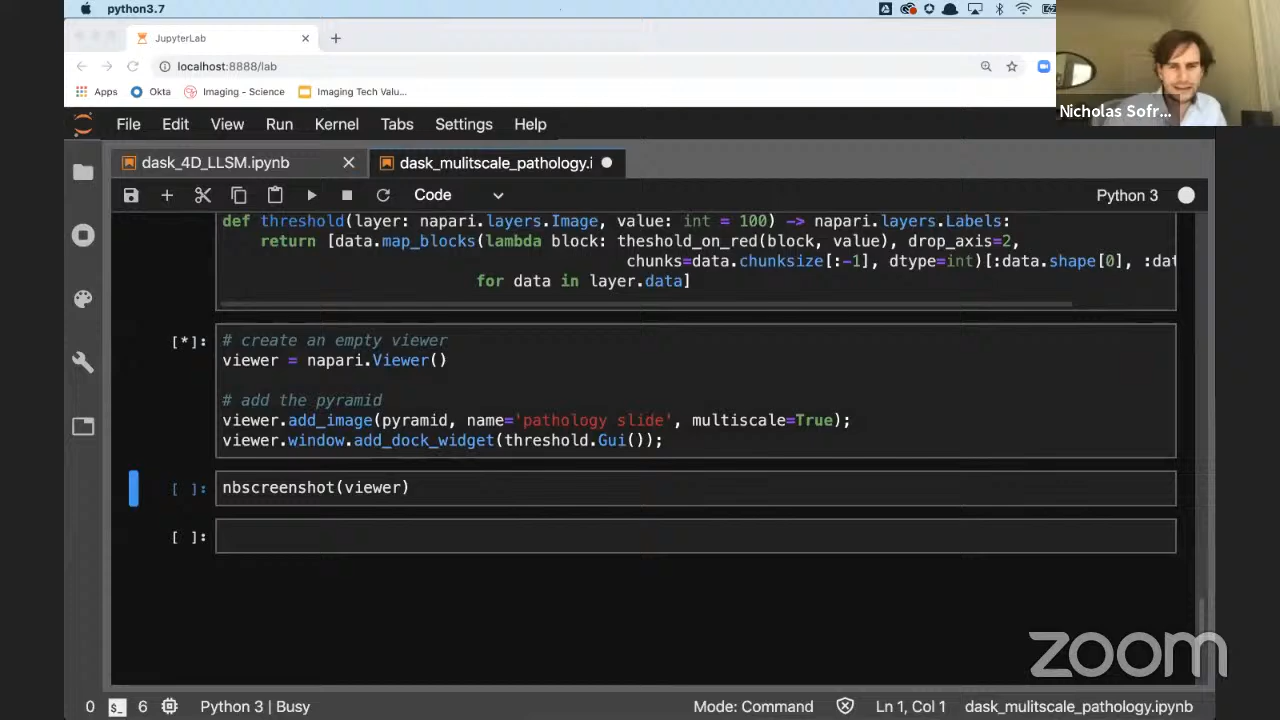 python3.7
JupyterLab
localhost:8888/lab
Apps Okta Imaging - Science Imaging Tech Valu...
Nicholas Sofr...
File Edit View Run Kernel Tabs Settings Help
dask_4D_LLSM.ipynb dask_mulitscale_pathology.i
Code Python 3
def threshold(layer: napari.layers.Image, value: int = 100) -> napari.layers.Labels:
return [data.map_blocks(lambda block: theshold_on_red(block, value), drop_axis=2,
chunks=data.chunksize[:-1], dtype=int)[:data.shape[0], :dat
for data in layer.data]
[*]: # create an empty viewer
viewer = napari.Viewer()
# add the pyramid
viewer.add_image(pyramid, name='pathology slide', multiscale=True);
viewer.window.add_dock_widget(threshold.Gui());
[ ]: nbscreenshot(viewer)
[ ]:
zoom
0 6 Python 3 | Busy Mode: Command Ln 1, Col 1 dask_mulitscale_pathology.ipynb